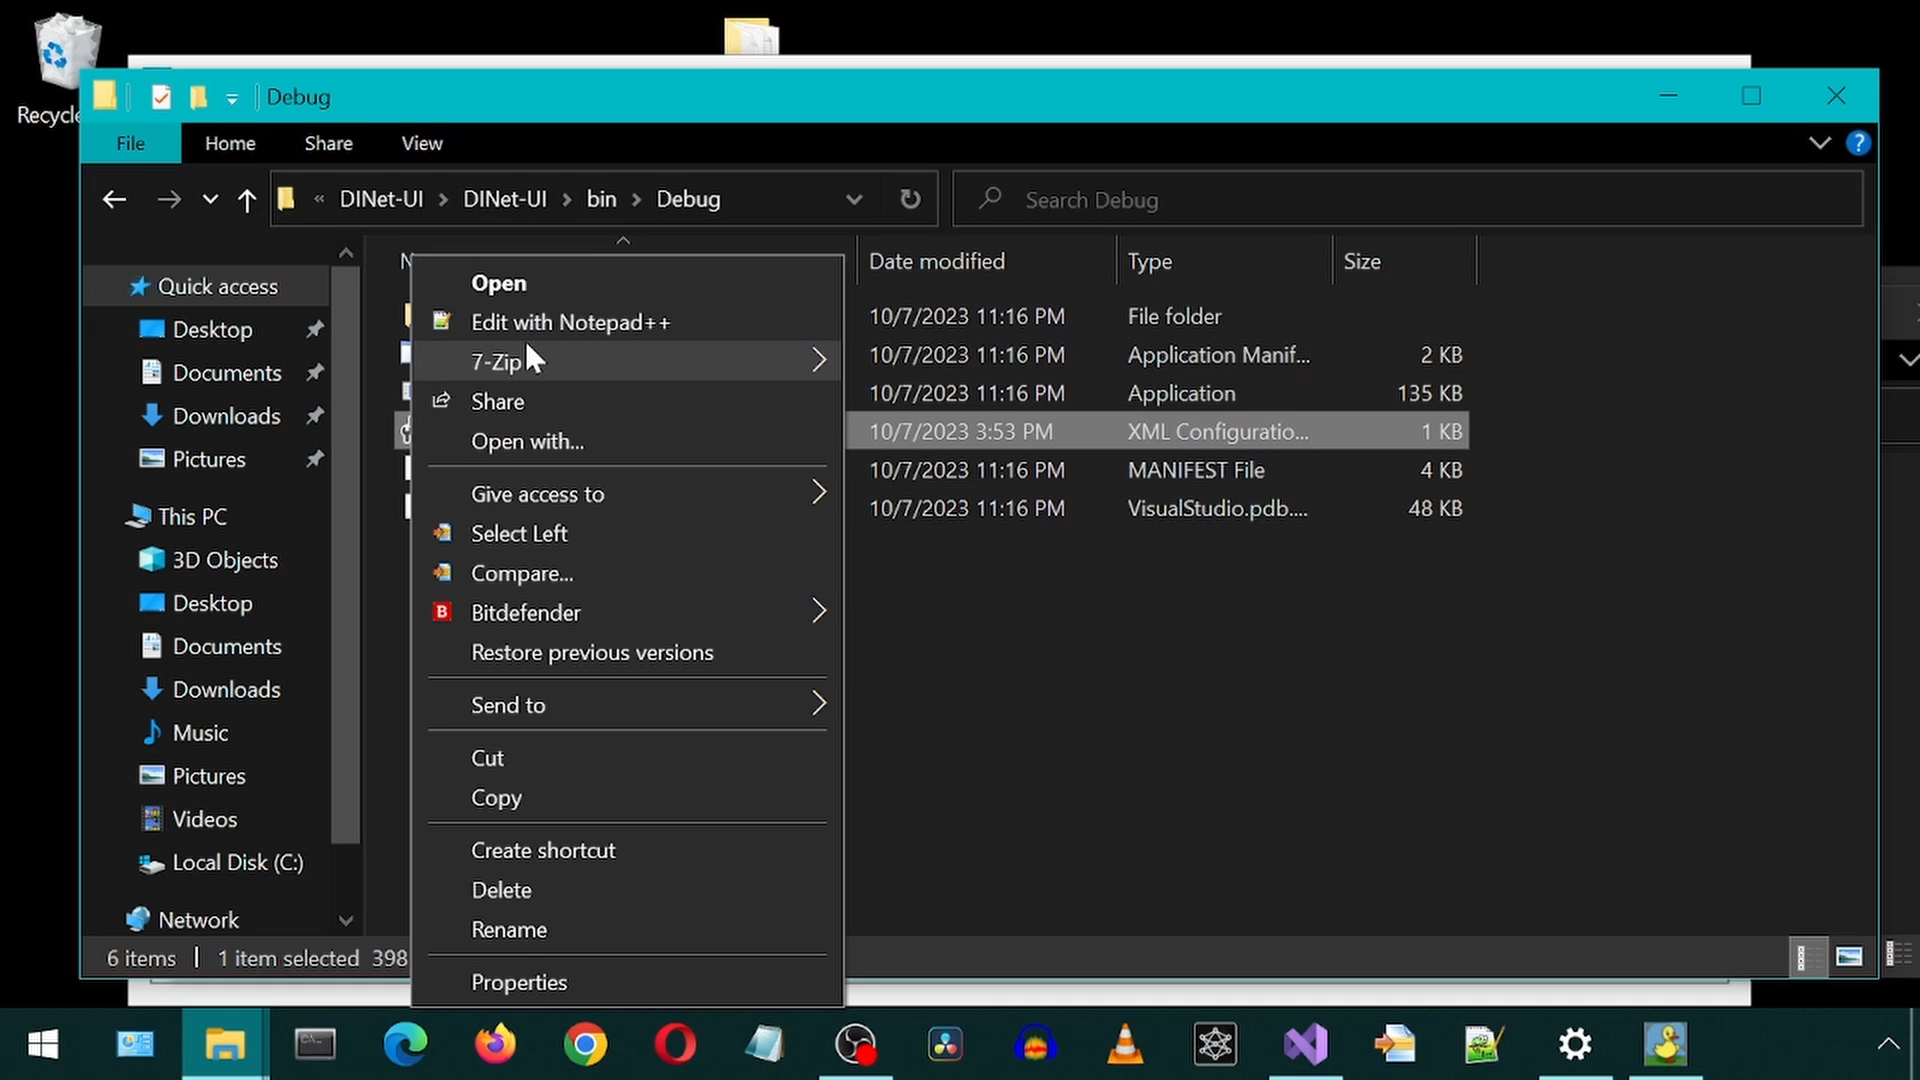 Recycle
Debug
File
Home
Share
View
?
«
DINet-UI
DINet-UI
bin
Debug
Search Debug
Date modified
Type
Size
Quick access
Desktop
Documents
Downloads
Pictures
This PC
3D Objects
Desktop
Documents
Downloads
Music
Pictures
Videos
Local Disk (C:)
Network
Open
Edit with Notepad++
7-Zip
Share
Open with...
Give access to
Select Left
Compare...
B Bitdefender
Restore previous versions
Send to
Cut
Copy
Create shortcut
Delete
Rename
Properties
10/7/2023 11:16 PM File folder
10/7/2023 11:16 PM Application Manif... 2 KB
10/7/2023 11:16 PM Application 135 KB
10/7/2023 3:53 PM XML Configuratio... 1 KB
10/7/2023 11:16 PM MANIFEST File 4 KB
10/7/2023 11:16 PM VisualStudio.pdb.... 48 KB
6 items
1 item selected 398